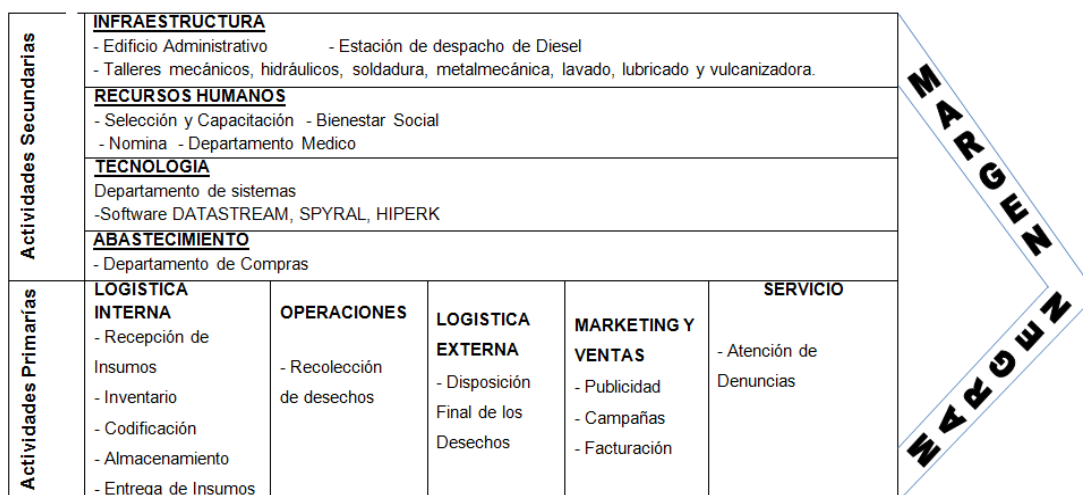 Actividades Secundarias
INFRAESTRUCTURA
- Edificio Administrativo - Estación de despacho de Diesel
- Talleres mecánicos, hidráulicos, soldadura, metalmecánica, lavado, lubricado y vulcanizadora.
RECURSOS HUMANOS
- Selección y Capacitación - Bienestar Social
- Nomina - Departamento Medico
TECNOLOGIA
Departamento de sistemas
-Software DATASTREAM, SPYRAL, HIPERK
ABASTECIMIENTO
- Departamento de Compras
Actividades Primarías
LOGISTICA
INTERNA
- Recepción de
Insumos
- Inventario
- Codificación
- Almacenamiento
- Entrega de Insumos
OPERACIONES
- Recolección
de desechos
LOGISTICA
EXTERNA
- Disposición
Final de los
Desechos
MARKETING Y
VENTAS
- Publicidad
- Campañas
- Facturación
SERVICIO
- Atención de
Denuncias
MARGEN
MARGEN